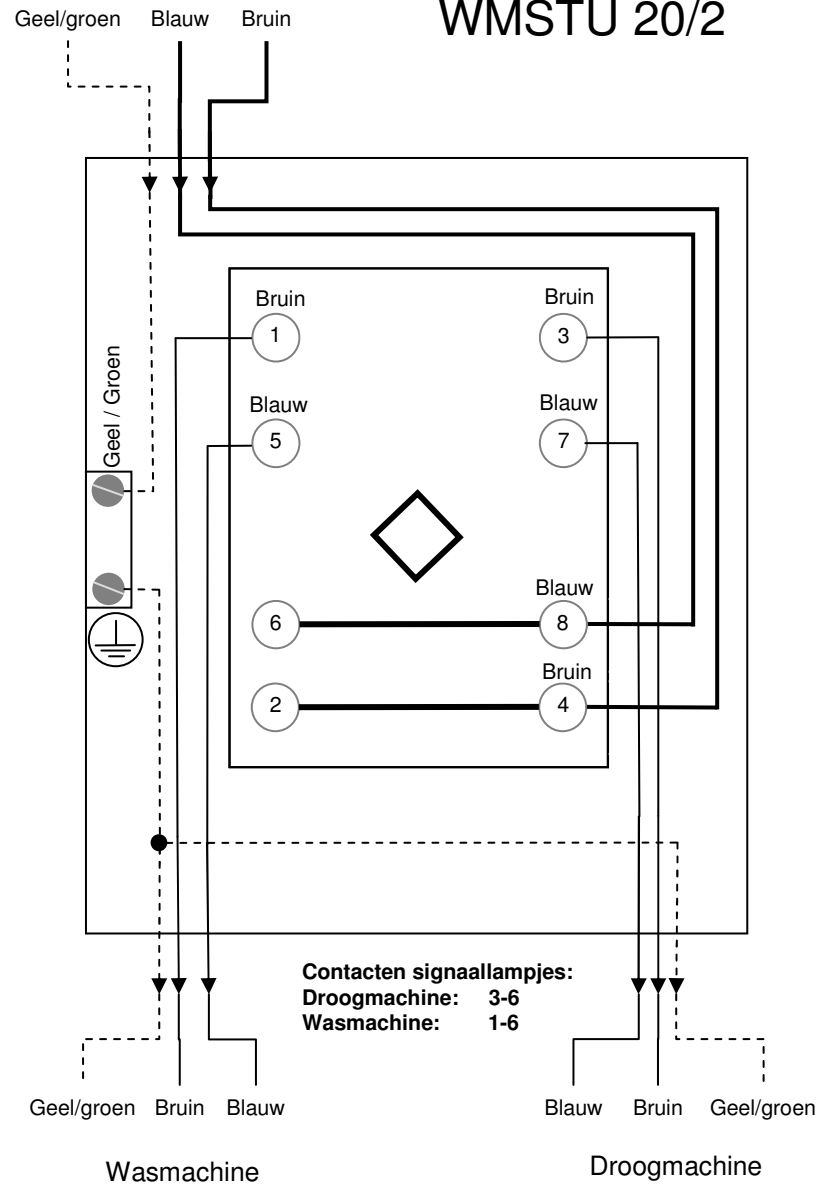 WMSTU 20/2
Geel/groen Blauw Bruin
Bruin Bruin
1 3
Geel / Groen
Blauw Blauw
5 7
Blauw
6 8
Bruin
2 4
Contacten signaallampjes:
Droogmachine: 3-6
Wasmachine: 1-6
Geel/groen Bruin Blauw Blauw Bruin Geel/groen
Wasmachine Droogmachine